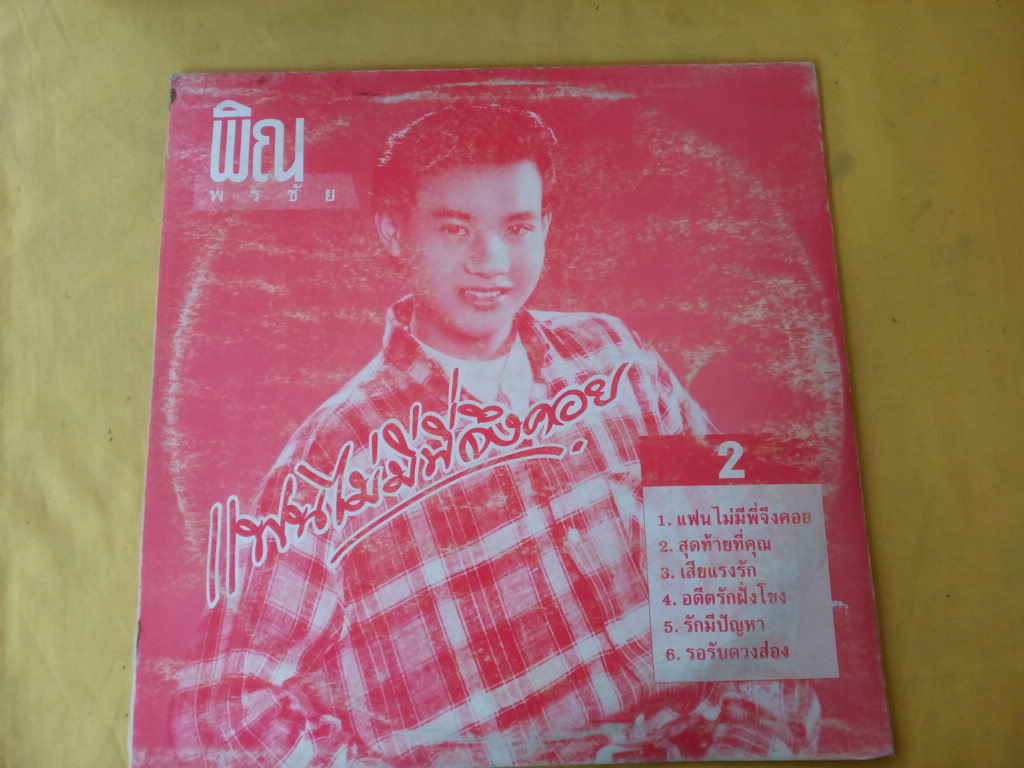 พิณ
พรชัย
แฟนไม่มีพี่จึงคอย
2
1. แฟนไม่มีพี่จึงคอย
2. สุดท้ายที่คุณ
3. เสียแรงรัก
4. อดีตรักฝั่งโขง
5. รักมีปัญหา
6. รอรับดวงส่อง